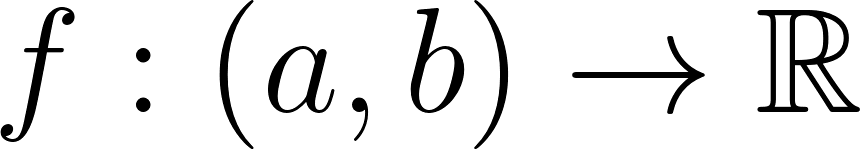 f : (a, b) → ℝ